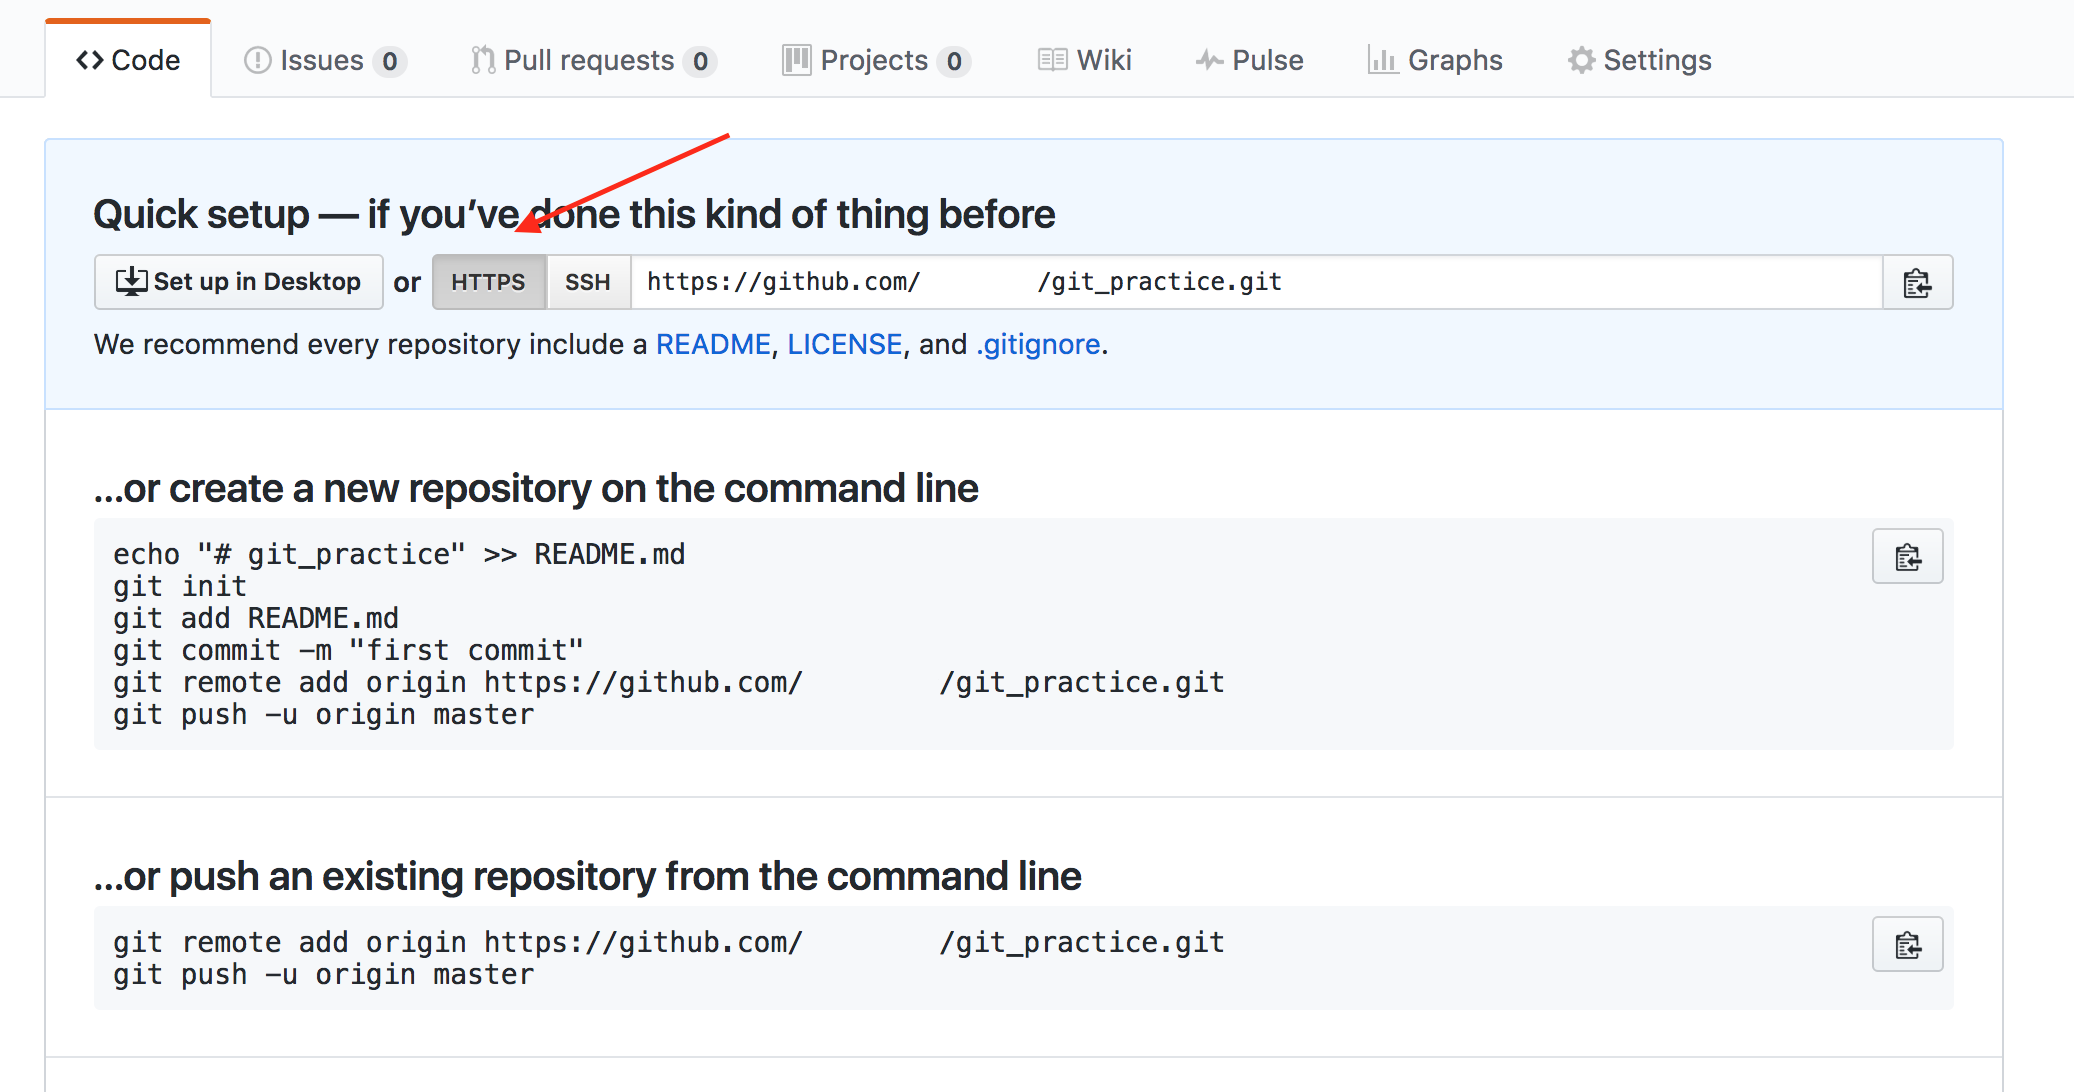 Code Issues 0 Pull requests 0 Projects 0 Wiki Pulse Graphs Settings
Quick setup — if you’ve done this kind of thing before
Set up in Desktop or HTTPS SSH https://github.com/ /git_practice.git
We recommend every repository include a README, LICENSE, and .gitignore.
...or create a new repository on the command line
echo "# git_practice" >> README.md
git init
git add README.md
git commit -m "first commit"
git remote add origin https://github.com/ /git_practice.git
git push -u origin master
...or push an existing repository from the command line
git remote add origin https://github.com/ /git_practice.git
git push -u origin master